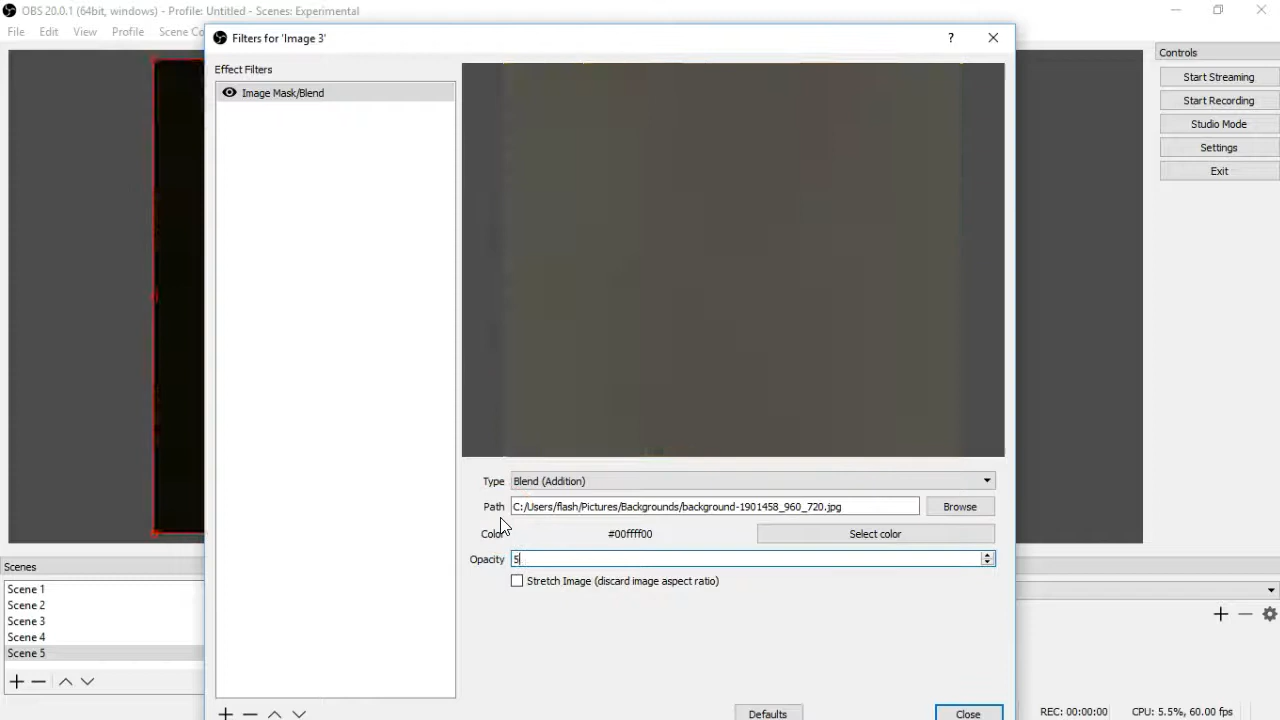 OBS 20.0.1 (64bit, windows) - Profile: Untitled - Scenes: Experimental
File Edit View Profile Scene Co
Filters for 'Image 3'
?
Effect Filters
Image Mask/Blend
Controls
Start Streaming
Start Recording
Studio Mode
Settings
Exit
Type Blend (Addition)
Path C:/Users/flash/Pictures/Backgrounds/background-1901458_960_720.jpg Browse
Color #00ffff00 Select color
Opacity 5
Stretch Image (discard image aspect ratio)
Scenes
Scene 1
Scene 2
Scene 3
Scene 4
Scene 5
Defaults Close
REC: 00:00:00 CPU: 5.5%, 60.00 fps